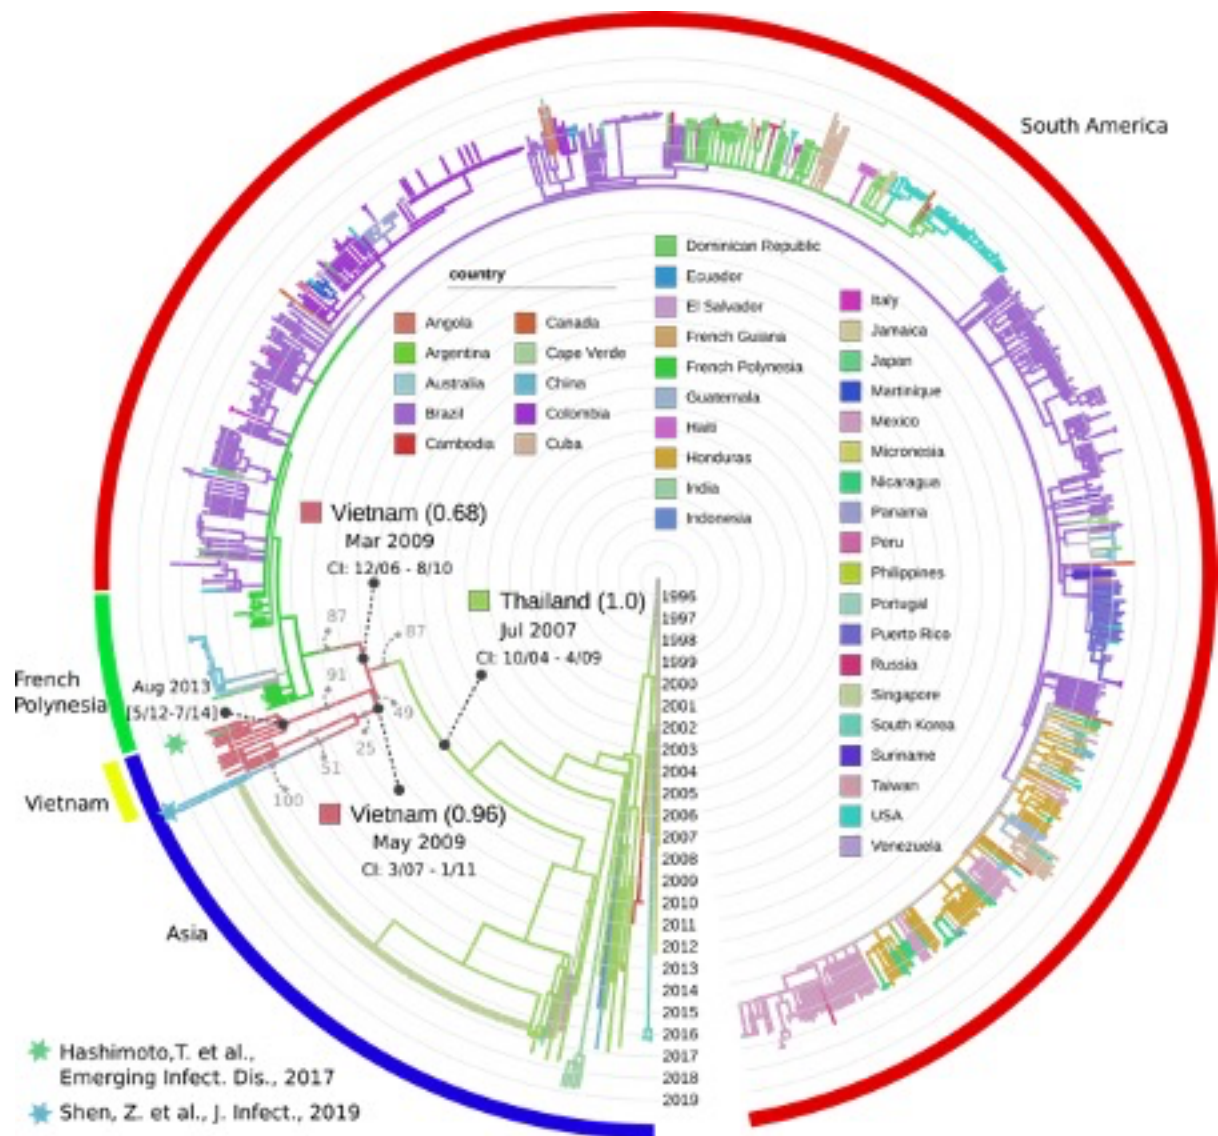 South America
country
Angola
Argentina
Australia
Brazil
Cambodia
Canada
Cape Verde
China
Colombia
Cuba
Dominican Republic
Ecuador
El Salvador
French Guiana
French Polynesia
Guatemala
Haiti
Honduras
India
Indonesia
Italy
Jamaica
Japan
Martinique
Mexico
Micronesia
Nicaragua
Panama
Peru
Philippines
Portugal
Puerto Rico
Russia
Singapore
South Korea
Suriname
Taiwan
USA
Venezuela
Vietnam (0.68)
Mar 2009
CI: 12/06 - 8/10
Thailand (1.0)
Jul 2007
CI: 10/04 - 4/09
87
87
91
49
25
51
100
French
Polynesia
Aug 2013
[5/12-7/14]
Vietnam
Vietnam (0.96)
May 2009
CI: 3/07 - 1/11
Asia
1996
1997
1998
1999
2000
2001
2002
2003
2004
2005
2006
2007
2008
2009
2010
2011
2012
2013
2014
2015
2016
2017
2018
2019
Hashimoto,T. et al.,
Emerging Infect. Dis., 2017
Shen, Z. et al., J. Infect., 2019